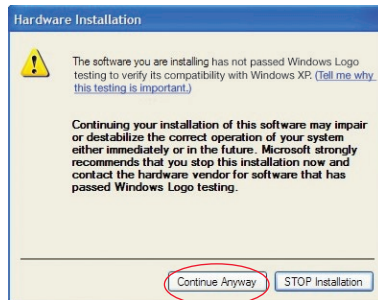 Hardware Installation
The software you are installing has not passed Windows Logo
testing to verify its compatibility with Windows XP. (Tell me why
this testing is important.)
Continuing your installation of this software may impair
or destabilize the correct operation of your system
either immediately or in the future. Microsoft strongly
recommends that you stop this installation now and
contact the hardware vendor for software that has
passed Windows Logo testing.
Continue Anyway
STOP Installation